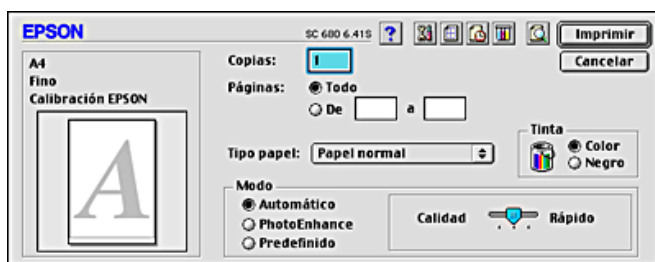 EPSON
SC 680 6.41S
?
Imprimir
A4
Fino
Calibración EPSON
A
Copias: 1
Cancelar
Páginas: Todo
De a
Tipo papel: Papel normal
Tinta
Color
Negro
Modo
Automático
PhotoEnhance
Predefinido
Calidad Rápido